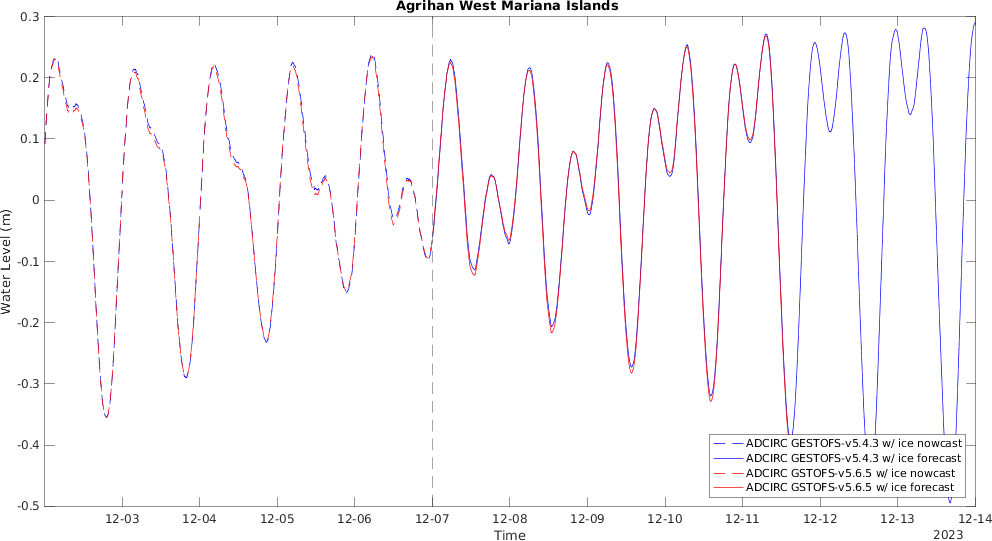 Agrihan West Mariana Islands
0.3
0.2
0.1
0
-0.1
-0.2
-0.3
-0.4
-0.5
Water Level (m)
ADCIRC GESTOFS-v5.4.3 w/ ice nowcast
ADCIRC GESTOFS-v5.4.3 w/ ice forecast
ADCIRC GSTOFS-v5.6.5 w/ ice nowcast
ADCIRC GSTOFS-v5.6.5 w/ ice forecast
12-03 12-04 12-05 12-06 12-07 12-08 12-09 12-10 12-11 12-12 12-13 12-14
Time
2023